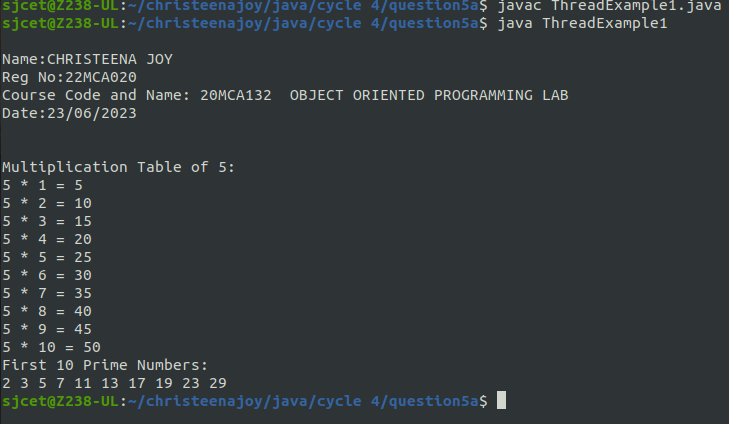 sjcet@Z238-UL:~/christeenajoy/java/cycle 4/question5a$ javac ThreadExample1.java
sjcet@Z238-UL:~/christeenajoy/java/cycle 4/question5a$ java ThreadExample1
Name:CHRISTEENA JOY
Reg No:22MCA020
Course Code and Name: 20MCA132  OBJECT ORIENTED PROGRAMMING LAB
Date:23/06/2023
Multiplication Table of 5:
5 * 1 = 5
5 * 2 = 10
5 * 3 = 15
5 * 4 = 20
5 * 5 = 25
5 * 6 = 30
5 * 7 = 35
5 * 8 = 40
5 * 9 = 45
5 * 10 = 50
First 10 Prime Numbers:
2 3 5 7 11 13 17 19 23 29
sjcet@Z238-UL:~/christeenajoy/java/cycle 4/question5a$